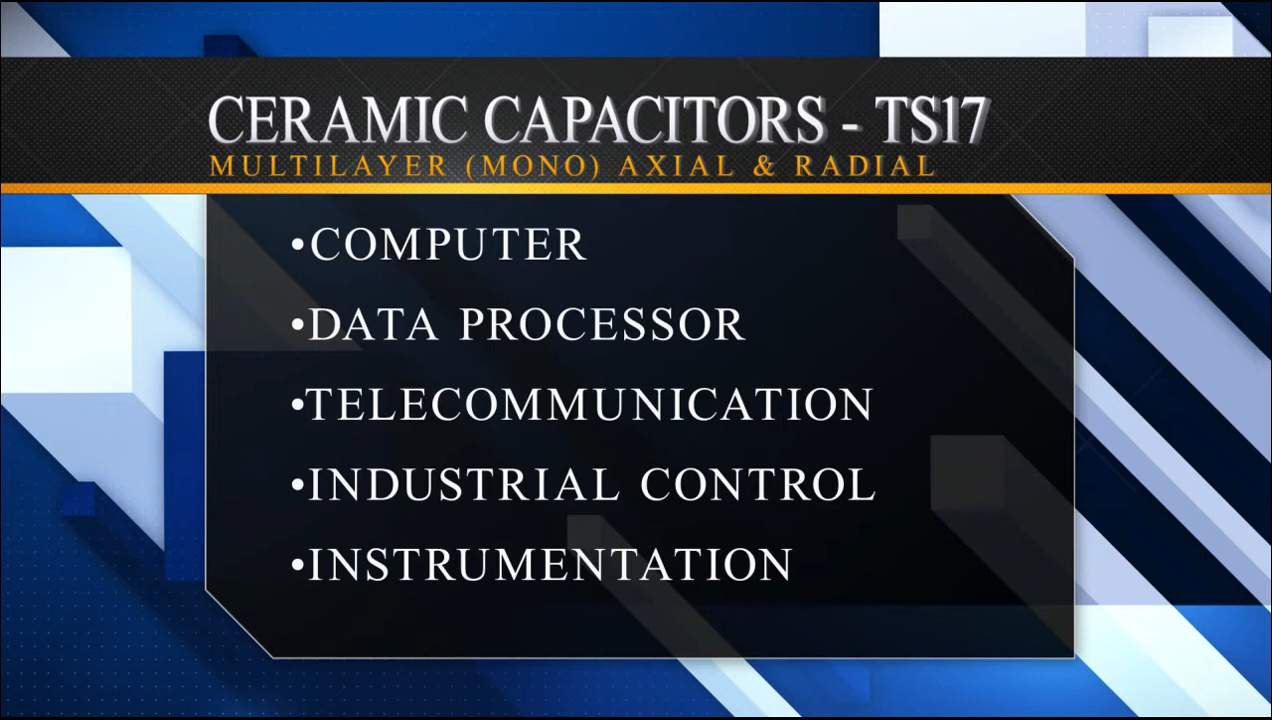 CERAMIC CAPACITORS - TS17
MULTILAYER (MONO) AXIAL & RADIAL
•COMPUTER
•DATA PROCESSOR
•TELECOMMUNICATION
•INDUSTRIAL CONTROL
•INSTRUMENTATION